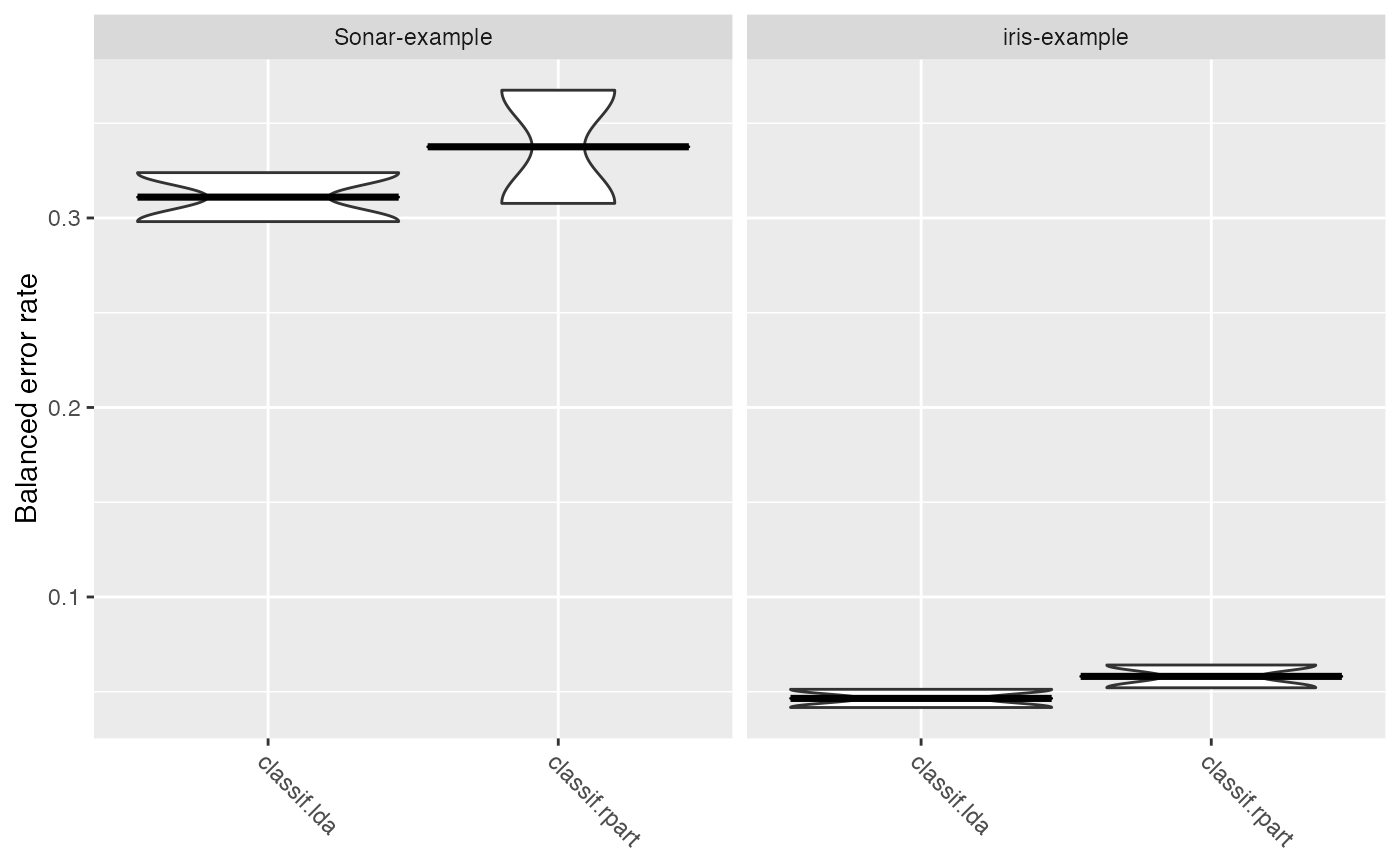 Sonar-example
iris-example
Balanced error rate
0.3
0.2
0.1
classif.lda
classif.rpart
classif.lda
classif.rpart